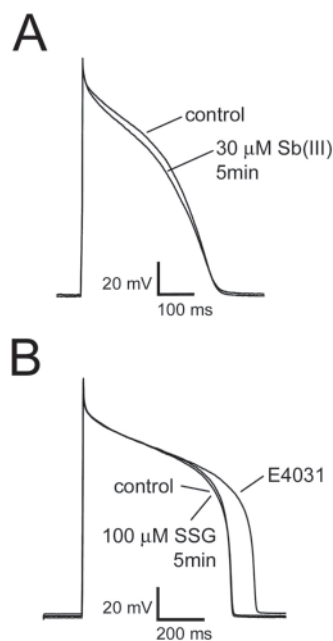 A
control
30 μM Sb(III)
5min
20 mV
100 ms
B
E4031
control
100 μM SSG
5min
20 mV
200 ms